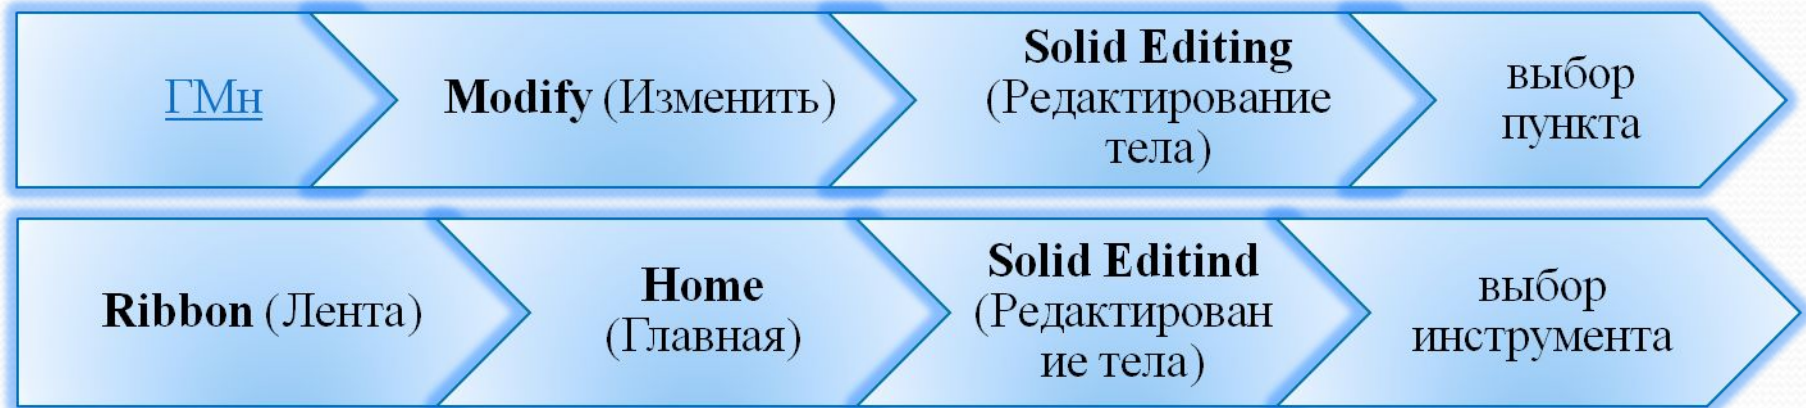 ГМн
Modify (Изменить)
Solid Editing
(Редактирование
тела)
выбор
пункта
Ribbon (Лента)
Home
(Главная)
Solid Editind
(Редактирован
ие тела)
выбор
инструмента